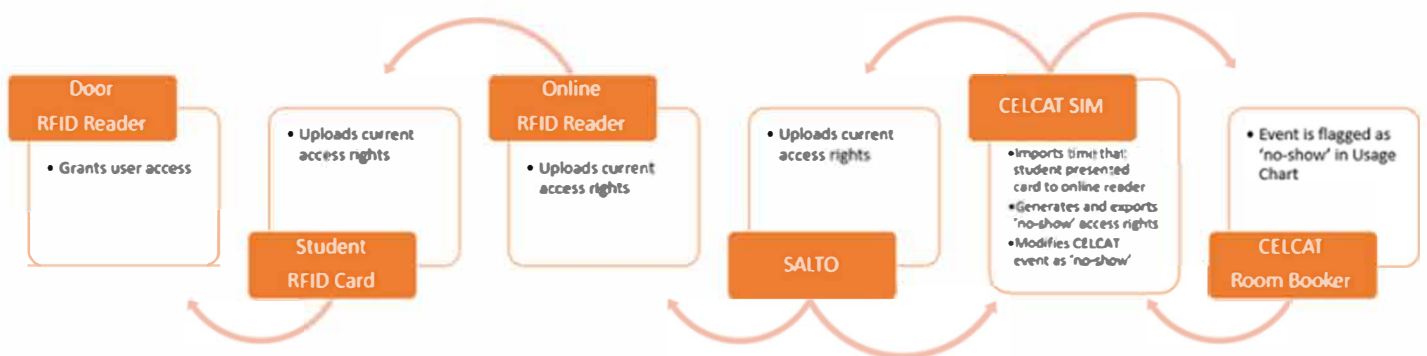 Door
RFID Reader
• Grants user access
• Uploads current
access rights
Student
RFID Card
Online
RFID Reader
• Uploads current
access rights
• Uploads current
access rights
SALTO
CELCAT SIM
•Imports time that
student presented
card to online reader
•Generates and exports
'no-show' access rights
•Modifies CELCAT
event as 'no-show'
• Event is flagged as
'no-show' in Usage
Chart
CELCAT
Room Booker